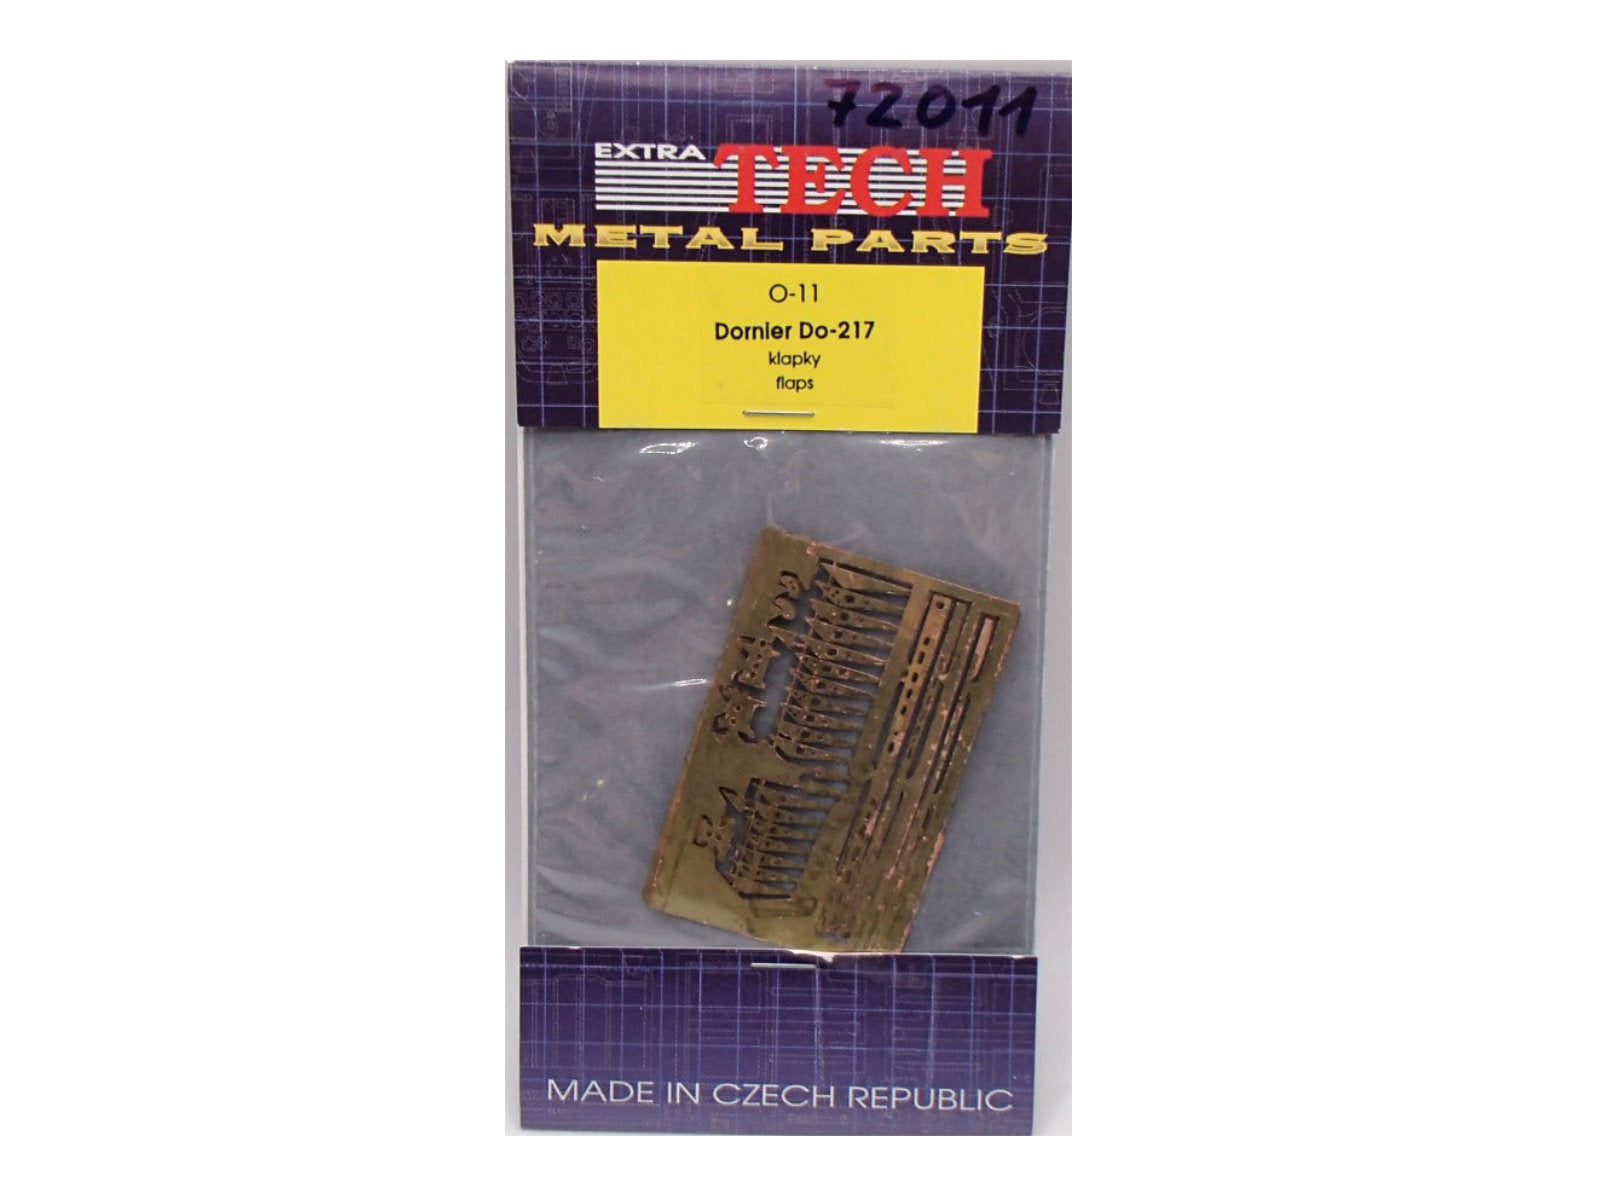 72011
EXTRA TECH
METAL PARTS
O-11
Dornier Do-217
klapky
flaps
MADE IN CZECH REPUBLIC